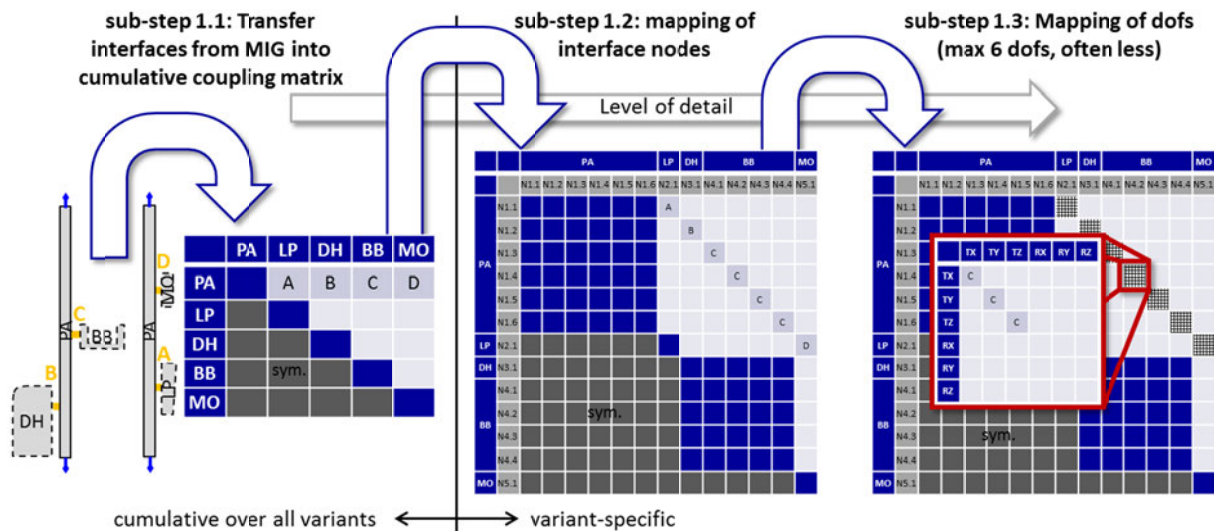 sub-step 1.1: Transfer
interfaces from MIG into
cumulative coupling matrix
sub-step 1.2: mapping of
interface nodes
sub-step 1.3: Mapping of dofs
(max 6 dofs, often less)
Level of detail
PA
C
BB
B
DH
D
MO
PA
A
LP
PA LP DH BB MO
PA A B C D
LP
DH
BB sym.
MO
PA LP DH BB MO
N1.1 N1.2 N1.3 N1.4 N1.5 N1.6 N2.1 N3.1 N4.1 N4.2 N4.3 N4.4 N5.1
PA
N1.1 A
N1.2 B
N1.3 C
N1.4 C
N1.5 C
N1.6 C
LP N2.1 D
DH N3.1
BB
N4.1
N4.2 sym.
N4.3
N4.4
MO N5.1
PA LP DH BB MO
N1.1 N1.2 N1.3 N1.4 N1.5 N1.6 N2.1 N3.1 N4.1 N4.2 N4.3 N4.4 N5.1
PA
N1.1
N1.2
N1.3
N1.4
N1.5
N1.6
LP N2.1
DH N3.1
BB
N4.1
N4.2
N4.3 sym.
N4.4
MO N5.1
TX TY TZ RX RY RZ
TX C
TY C
TZ C
RX
RY
RZ
cumulative over all variants
variant-specific